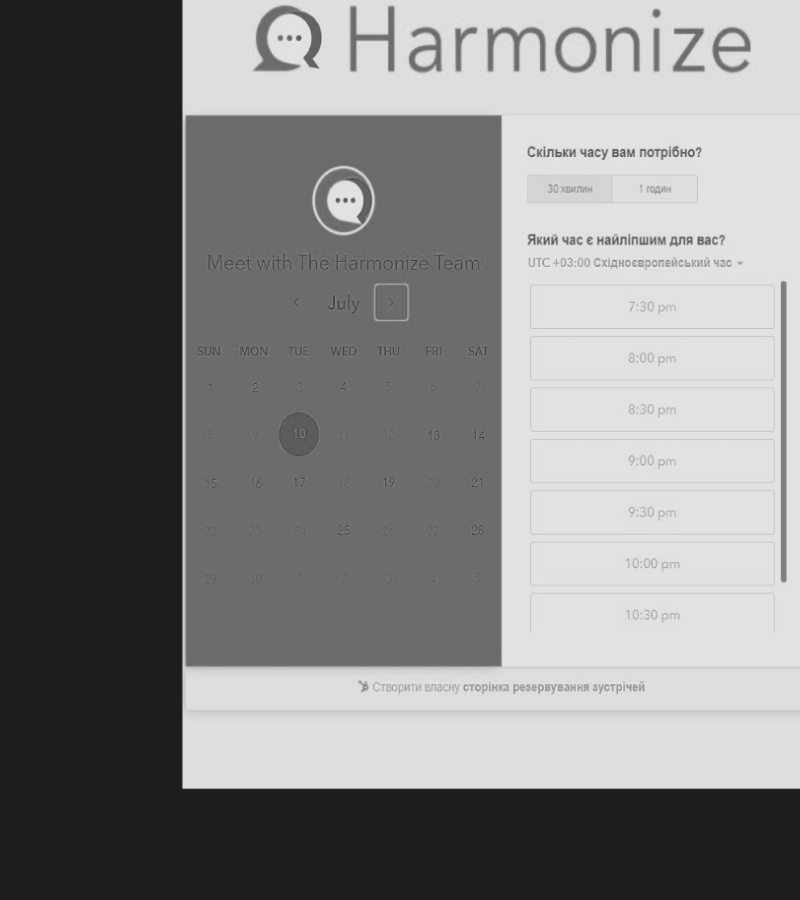 Harmonize
Meet with The Harmonize Team
‹ July ›
SUN MON TUE WED THU FRI SAT
1 2 3 4 5 6 7
8 9 10 11 12 13 14
15 16 17 18 19 20 21
22 23 24 25 26 27 28
29 30 1 2 3 4 5
Скільки часу вам потрібно?
30 хвилин 1 годин
Який час є найліпшим для вас?
UTC +03:00 Східноєвропейський час
7:30 pm
8:00 pm
8:30 pm
9:00 pm
9:30 pm
10:00 pm
10:30 pm
Створити власну сторінка резервування зустрічей